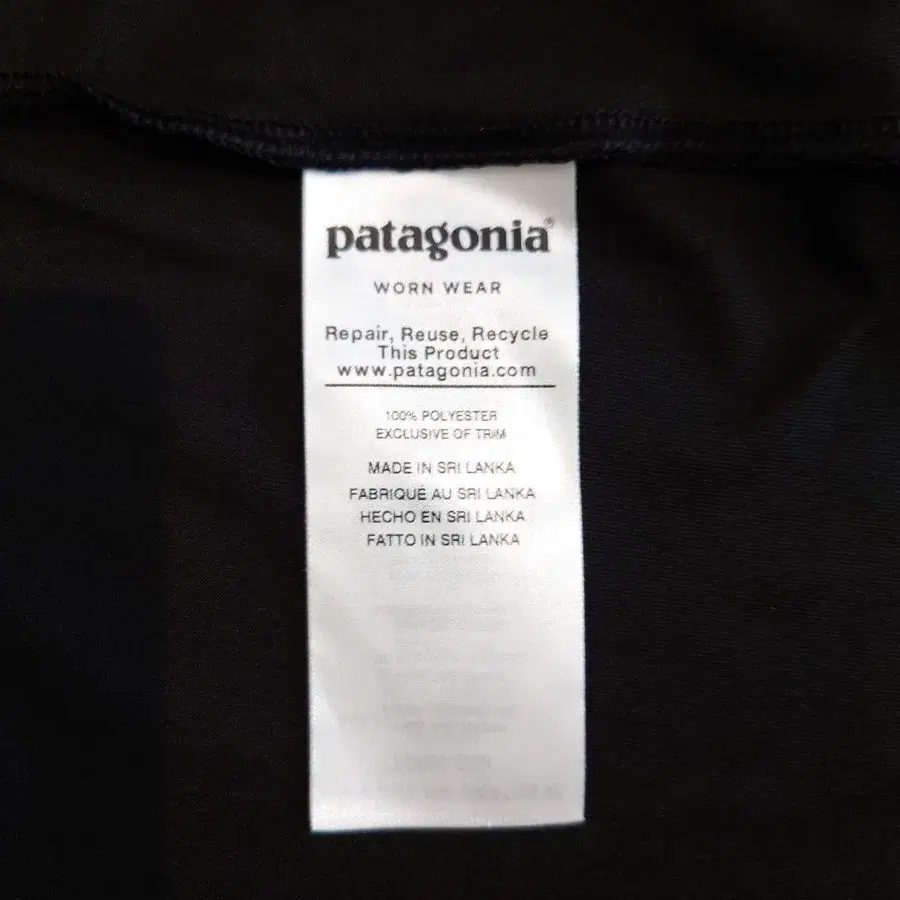 patagonia®
WORN WEAR
Repair, Reuse, Recycle
This Product
www.patagonia.com
100% POLYESTER
EXCLUSIVE OF TRIM
MADE IN SRI LANKA
FABRIQUÉ AU SRI LANKA
HECHO EN SRI LANKA
FATTO IN SRI LANKA